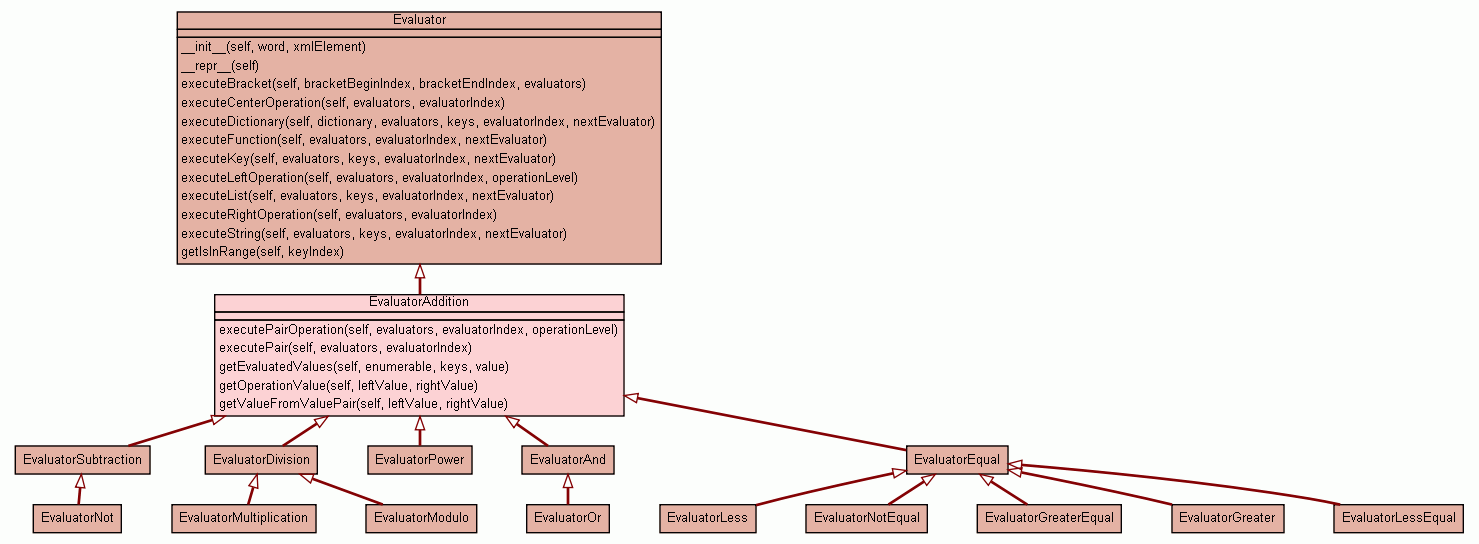 Evaluator
__init__(self, word, xmlElement)
__repr__(self)
executeBracket(self, bracketBeginIndex, bracketEndIndex, evaluators)
executeCenterOperation(self, evaluators, evaluatorIndex)
executeDictionary(self, dictionary, evaluators, keys, evaluatorIndex, nextEvaluator)
executeFunction(self, evaluators, evaluatorIndex, nextEvaluator)
executeKey(self, evaluators, keys, evaluatorIndex, nextEvaluator)
executeLeftOperation(self, evaluators, evaluatorIndex, operationLevel)
executeList(self, evaluators, keys, evaluatorIndex, nextEvaluator)
executeRightOperation(self, evaluators, evaluatorIndex)
executeString(self, evaluators, keys, evaluatorIndex, nextEvaluator)
getIsInRange(self, keyIndex)
EvaluatorAddition
executePairOperation(self, evaluators, evaluatorIndex, operationLevel)
executePair(self, evaluators, evaluatorIndex)
getEvaluatedValues(self, enumerable, keys, value)
getOperationValue(self, leftValue, rightValue)
getValueFromValuePair(self, leftValue, rightValue)
EvaluatorSubtraction
EvaluatorDivision
EvaluatorPower
EvaluatorAnd
EvaluatorEqual
EvaluatorNot
EvaluatorMultiplication
EvaluatorModulo
EvaluatorOr
EvaluatorLess
EvaluatorNotEqual
EvaluatorGreaterEqual
EvaluatorGreater
EvaluatorLessEqual